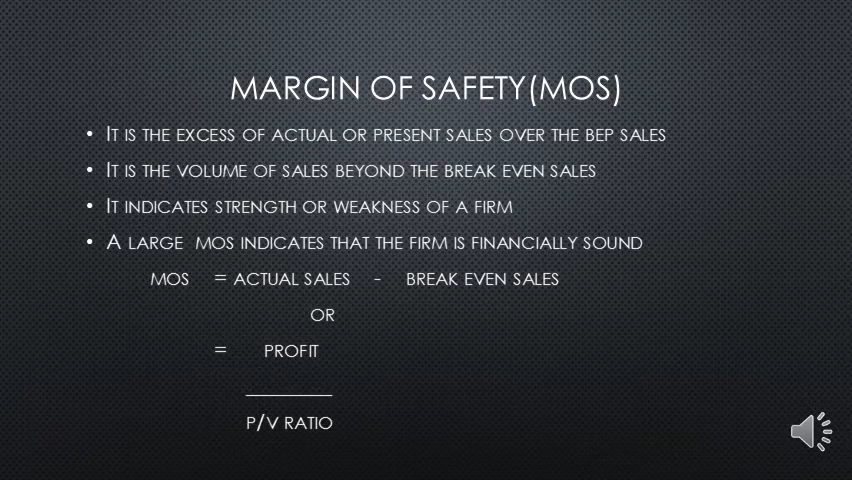 MARGIN OF SAFETY(MOS)
• IT IS THE EXCESS OF ACTUAL OR PRESENT SALES OVER THE BEP SALES
• IT IS THE VOLUME OF SALES BEYOND THE BREAK EVEN SALES
• IT INDICATES STRENGTH OR WEAKNESS OF A FIRM
• A LARGE MOS INDICATES THAT THE FIRM IS FINANCIALLY SOUND
MOS = ACTUAL SALES - BREAK EVEN SALES
OR
= PROFIT
__________
P/V RATIO